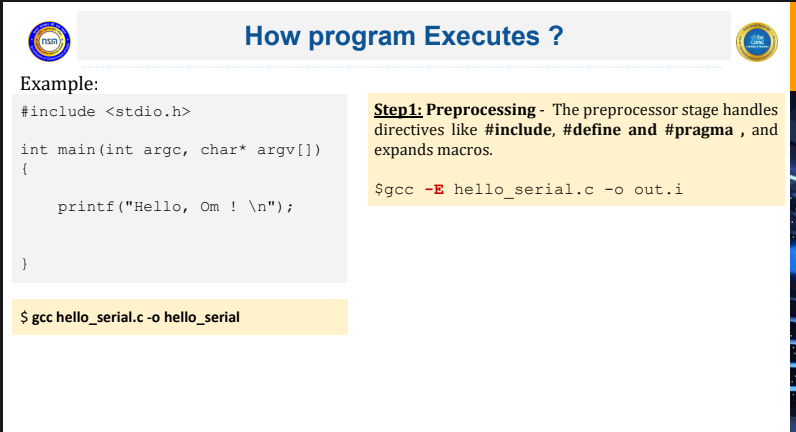 How program Executes ?
nsm
Example:
#include <stdio.h>
int main(int argc, char* argv[])
{
printf("Hello, Om ! \n");
}
$ gcc hello_serial.c -o hello_serial
Step1: Preprocessing - The preprocessor stage handles
directives like #include, #define and #pragma , and
expands macros.
$gcc -E hello_serial.c -o out.i